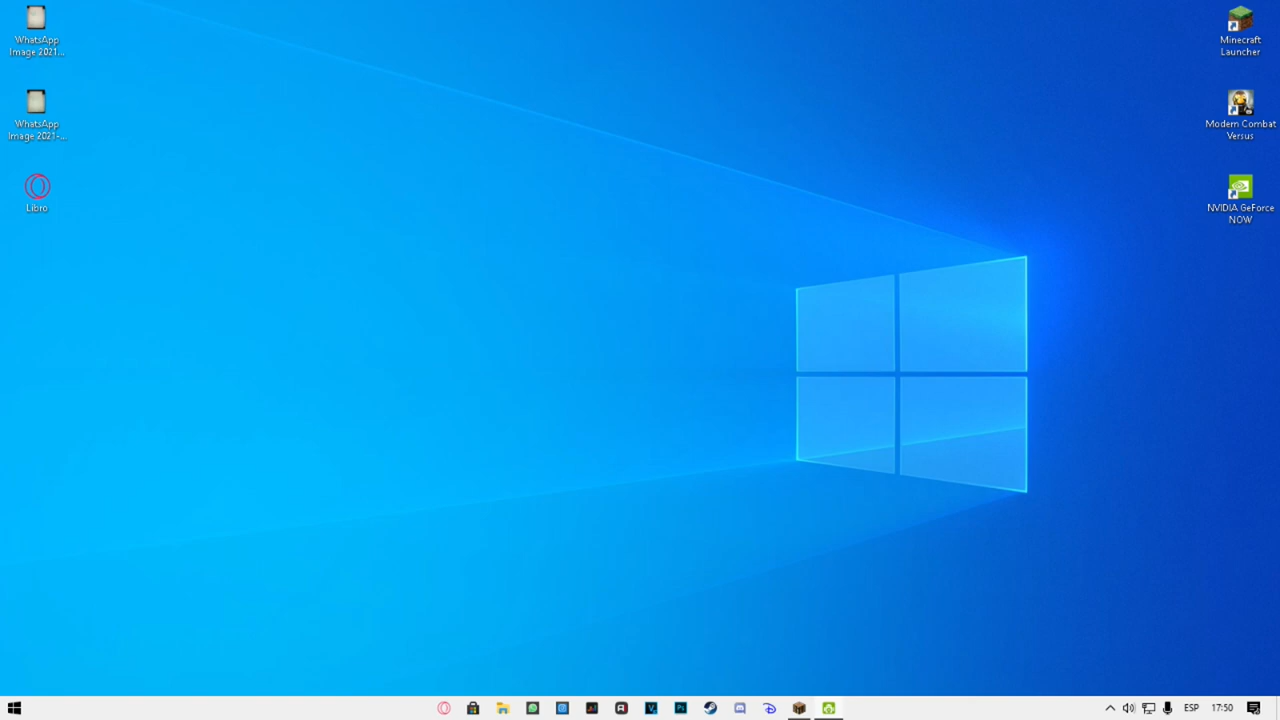 WhatsApp
Image 2021...
WhatsApp
Image 2021-...
Libro
Minecraft
Launcher
Modern Combat
Versus
NVIDIA GeForce
NOW
ESP
17:50